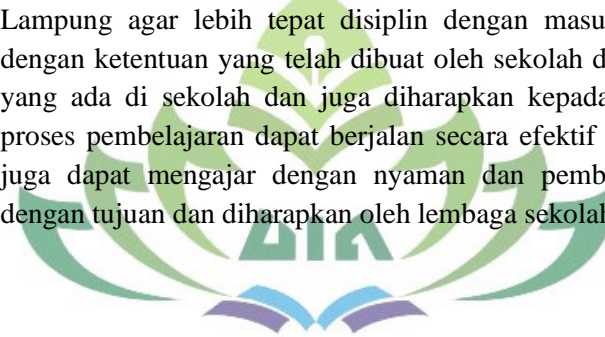 Lampung agar lebih tepat disiplin dengan masu
dengan ketentuan yang telah dibuat oleh sekolah d
yang ada di sekolah dan juga diharapkan kepada
proses pembelajaran dapat berjalan secara efektif
juga dapat mengajar dengan nyaman dan pemb
dengan tujuan dan diharapkan oleh lembaga sekolah